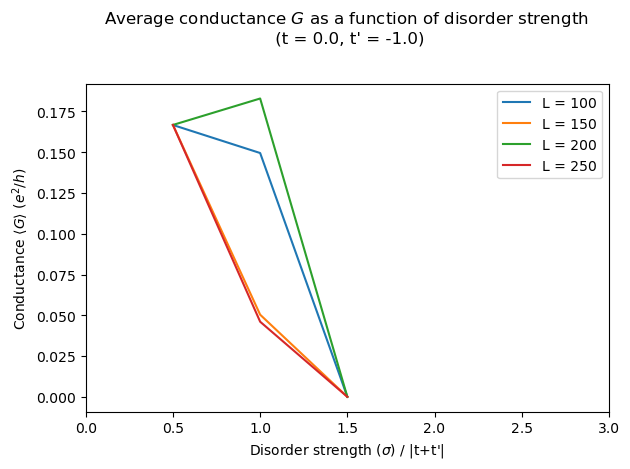 Average conductance G as a function of disorder strength
(t = 0.0, t' = -1.0)
L = 100
L = 150
L = 200
L = 250
Conductance ⟨G⟩ (e²/h)
0.175
0.150
0.125
0.100
0.075
0.050
0.025
0.000
0.0 0.5 1.0 1.5 2.0 2.5 3.0
Disorder strength (σ) / |t+t'|